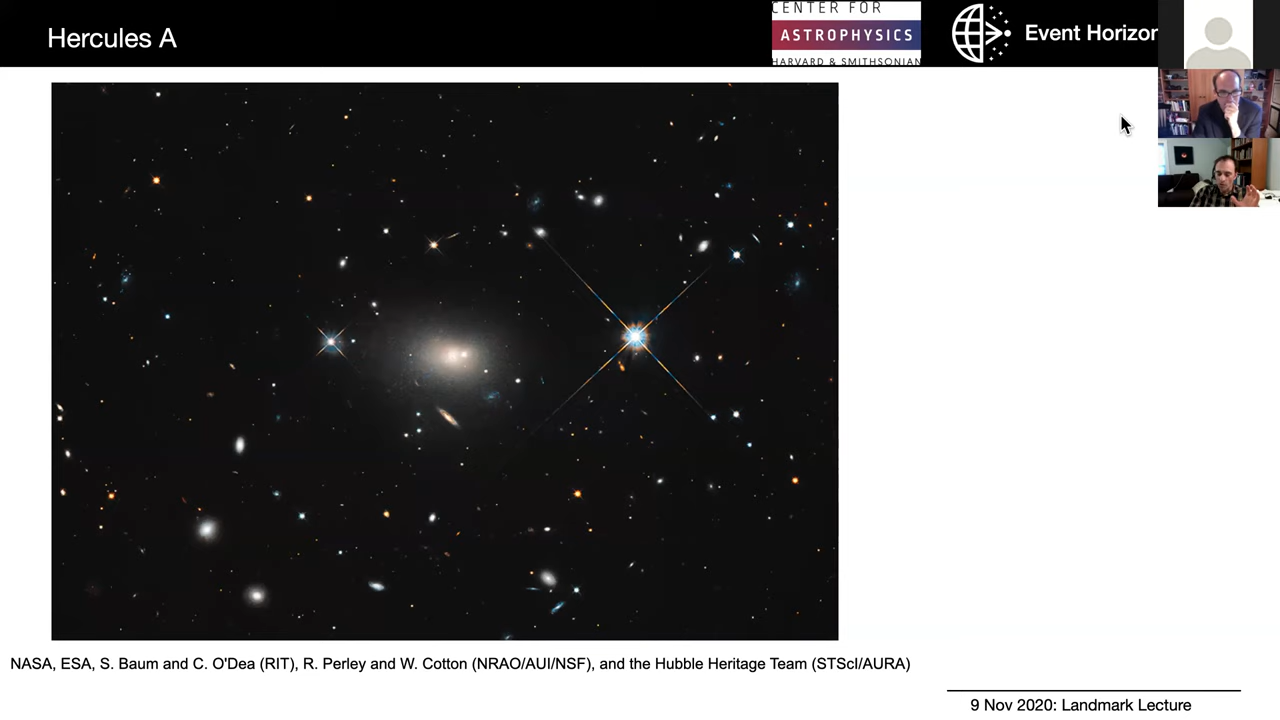 Hercules A
CENTER FOR
ASTROPHYSICS
HARVARD & SMITHSONIAN
Event Horizon
NASA, ESA, S. Baum and C. O'Dea (RIT), R. Perley and W. Cotton (NRAO/AUI/NSF), and the Hubble Heritage Team (STScI/AURA)
9 Nov 2020: Landmark Lecture